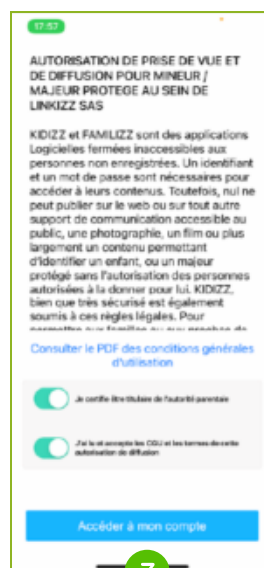 17:57
AUTORISATION DE PRISE DE VUE ET
DE DIFFUSION POUR MINEUR /
MAJEUR PROTEGE AU SEIN DE
LINKIZZ SAS
KIDIZZ et FAMILIZZ sont des applications
Logicielles fermées inaccessibles aux
personnes non enregistrées. Un identifiant
et un mot de passe sont nécessaires pour
accéder à leurs contenus. Toutefois, nul ne
peut publier sur le web ou sur tout autre
support de communication accessible au
public, une photographie, un film ou plus
largement un contenu permettant
d'identifier un enfant, ou un majeur
protégé sans l'autorisation des personnes
autorisées à la donner pour lui. KIDIZZ,
bien que très sécurisé est également
soumis à ces règles légales. Pour
permettre aux familles ou aux proches de
Consulter le PDF des conditions générales
d'utilisation
Je certifie être titulaire de l'autorité parentale
J'ai lu et accepte les CGU et les termes de cette
autorisation de diffusion
Accéder à mon compte
7